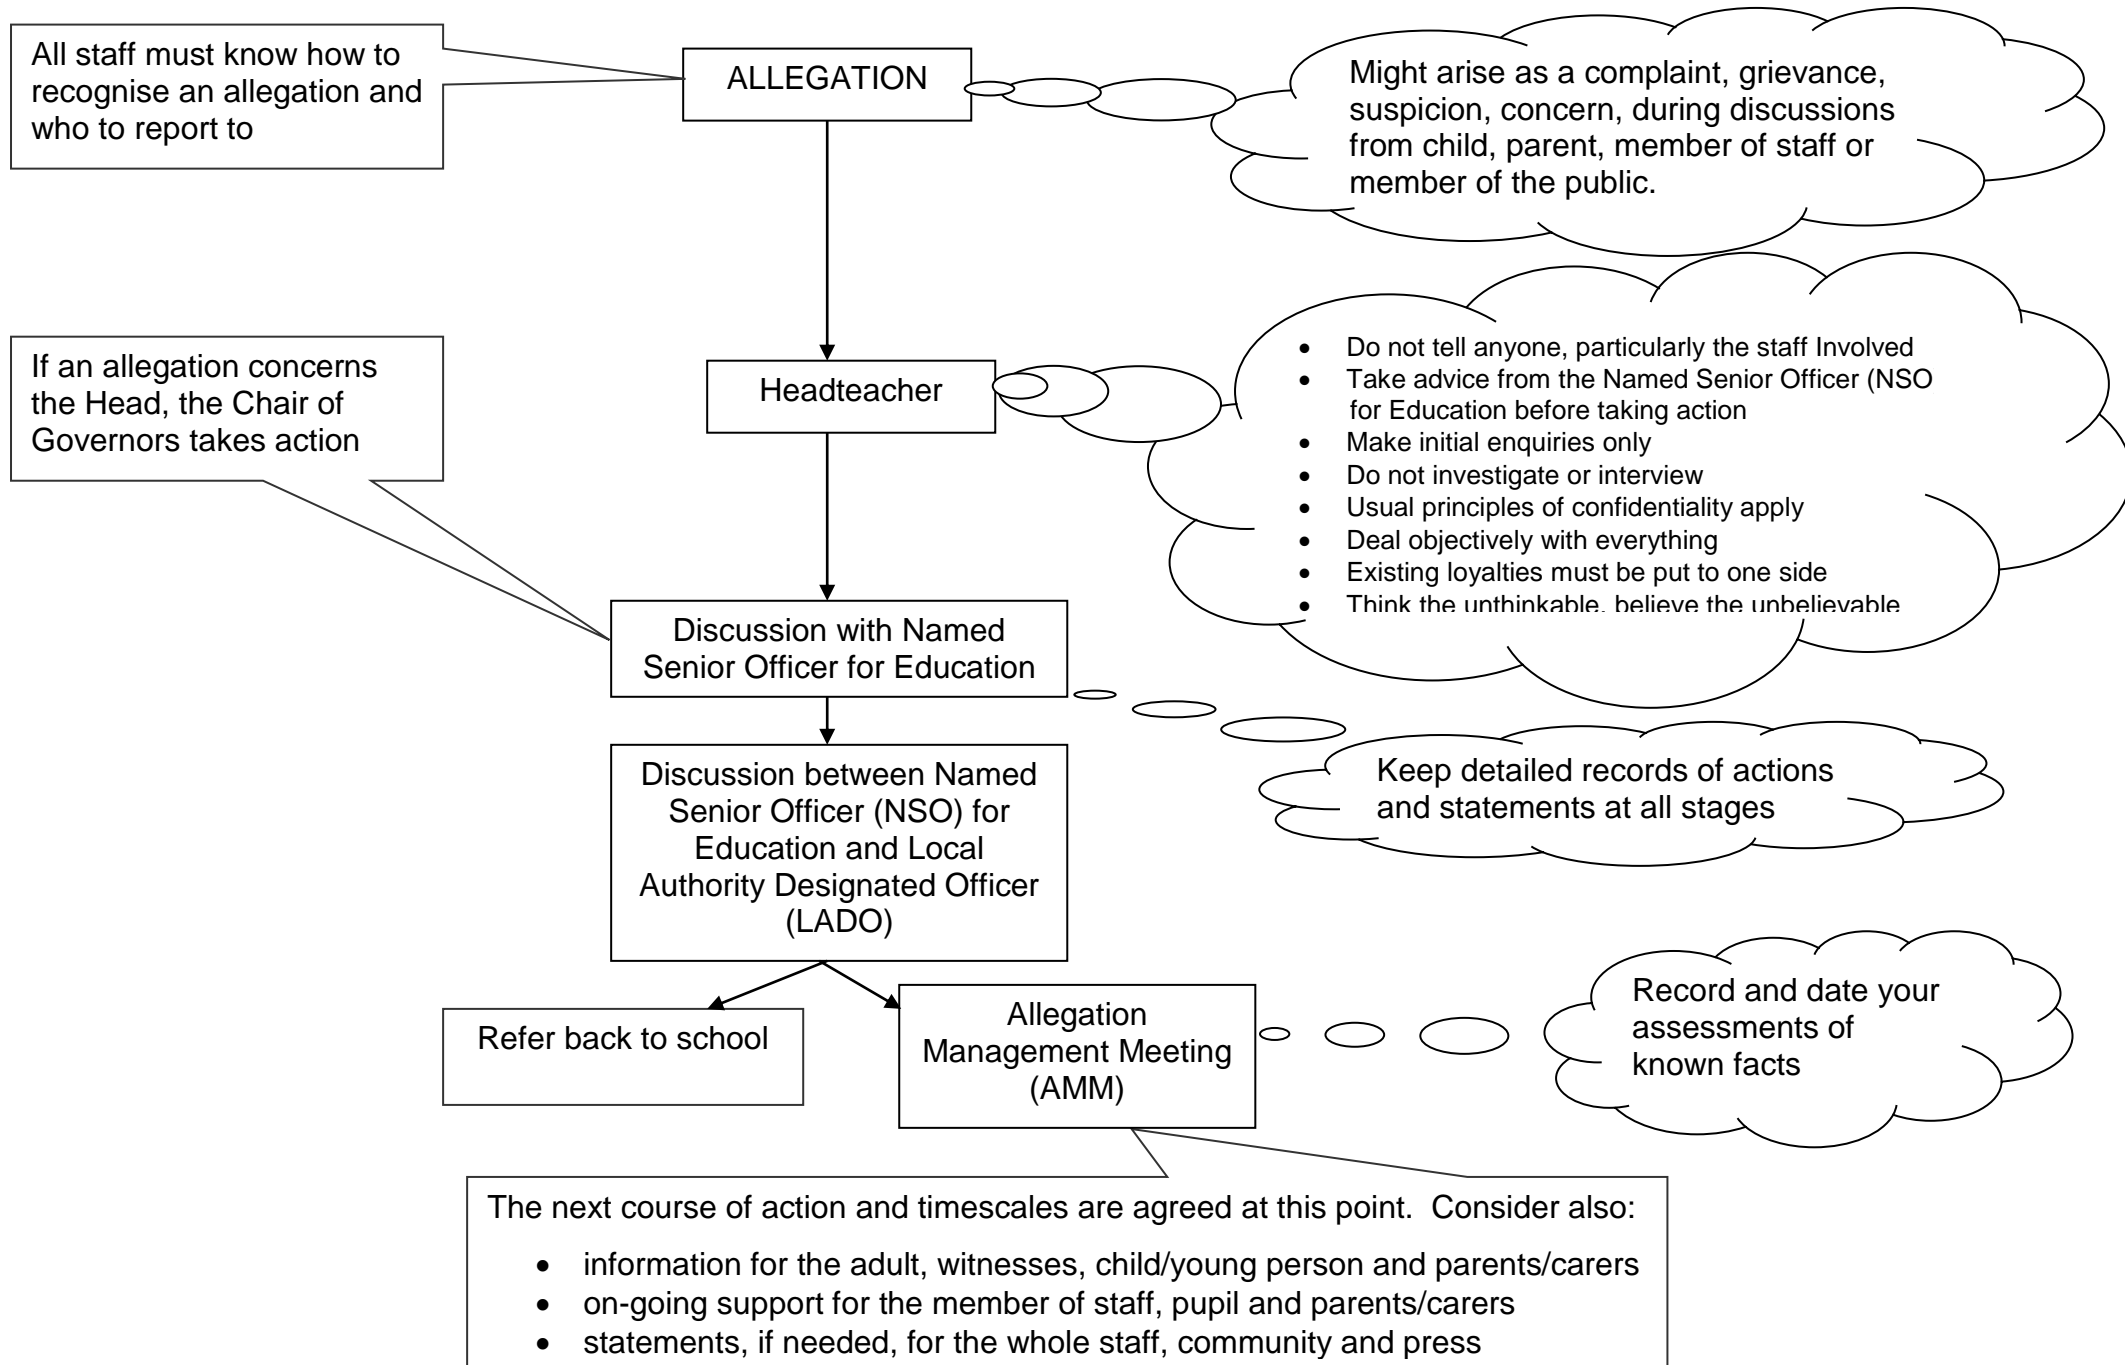 All staff must know how to
recognise an allegation and
who to report to
ALLEGATION
Might arise as a complaint, grievance,
suspicion, concern, during discussions
from child, parent, member of staff or
member of the public.
If an allegation concerns
the Head, the Chair of
Governors takes action
Headteacher
• Do not tell anyone, particularly the staff Involved
• Take advice from the Named Senior Officer (NSO
for Education before taking action
• Make initial enquiries only
• Do not investigate or interview
• Usual principles of confidentiality apply
• Deal objectively with everything
• Existing loyalties must be put to one side
• Think the unthinkable, believe the unbelievable
Discussion with Named
Senior Officer for Education
Keep detailed records of actions
and statements at all stages
Discussion between Named
Senior Officer (NSO) for
Education and Local
Authority Designated Officer
(LADO)
Refer back to school
Allegation
Management Meeting
(AMM)
Record and date your
assessments of
known facts
The next course of action and timescales are agreed at this point.  Consider also:
• information for the adult, witnesses, child/young person and parents/carers
• on-going support for the member of staff, pupil and parents/carers
• statements, if needed, for the whole staff, community and press